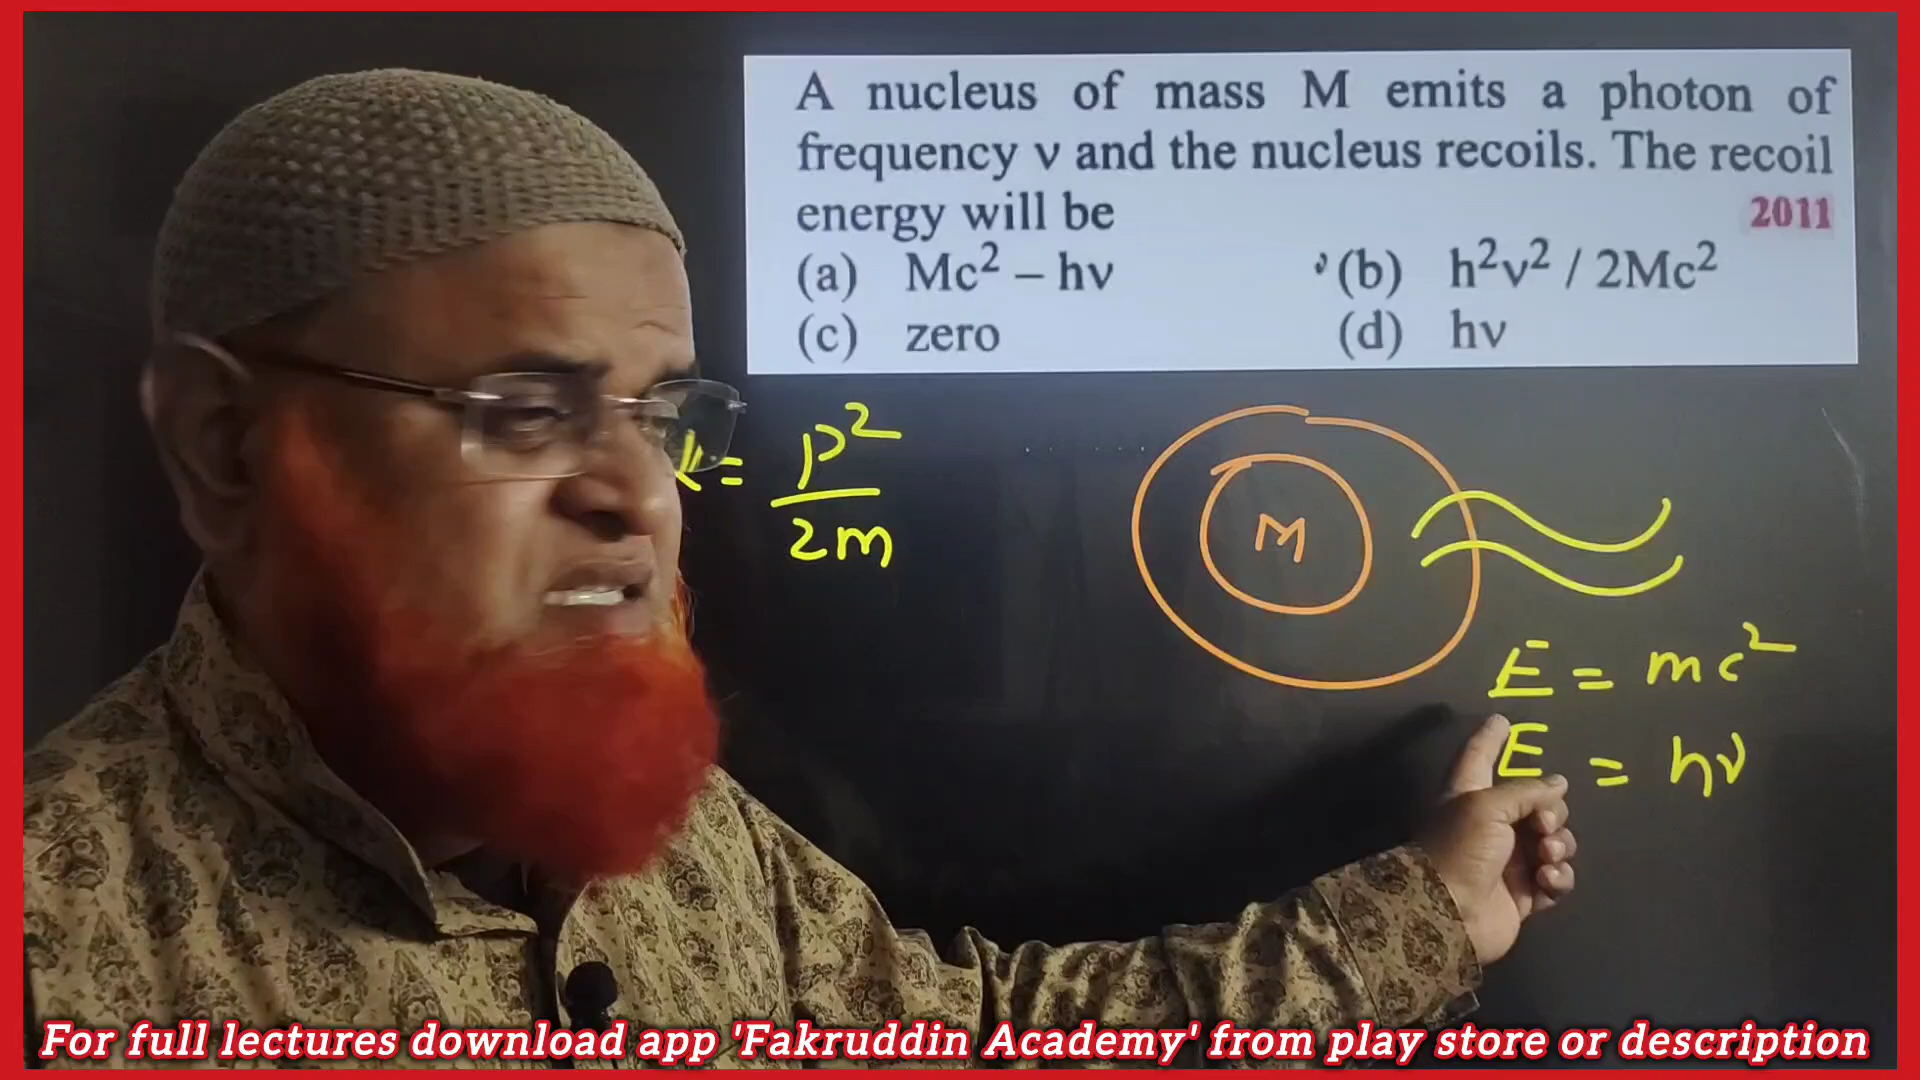 A nucleus of mass M emits a photon of
frequency ν and the nucleus recoils. The recoil
energy will be 2011
(a) Mc² – hν (b) h²ν² / 2Mc²
(c) zero (d) hν
= P²
2m
M
E = mc²
E = hν
For full lectures download app 'Fakruddin Academy' from play store or description